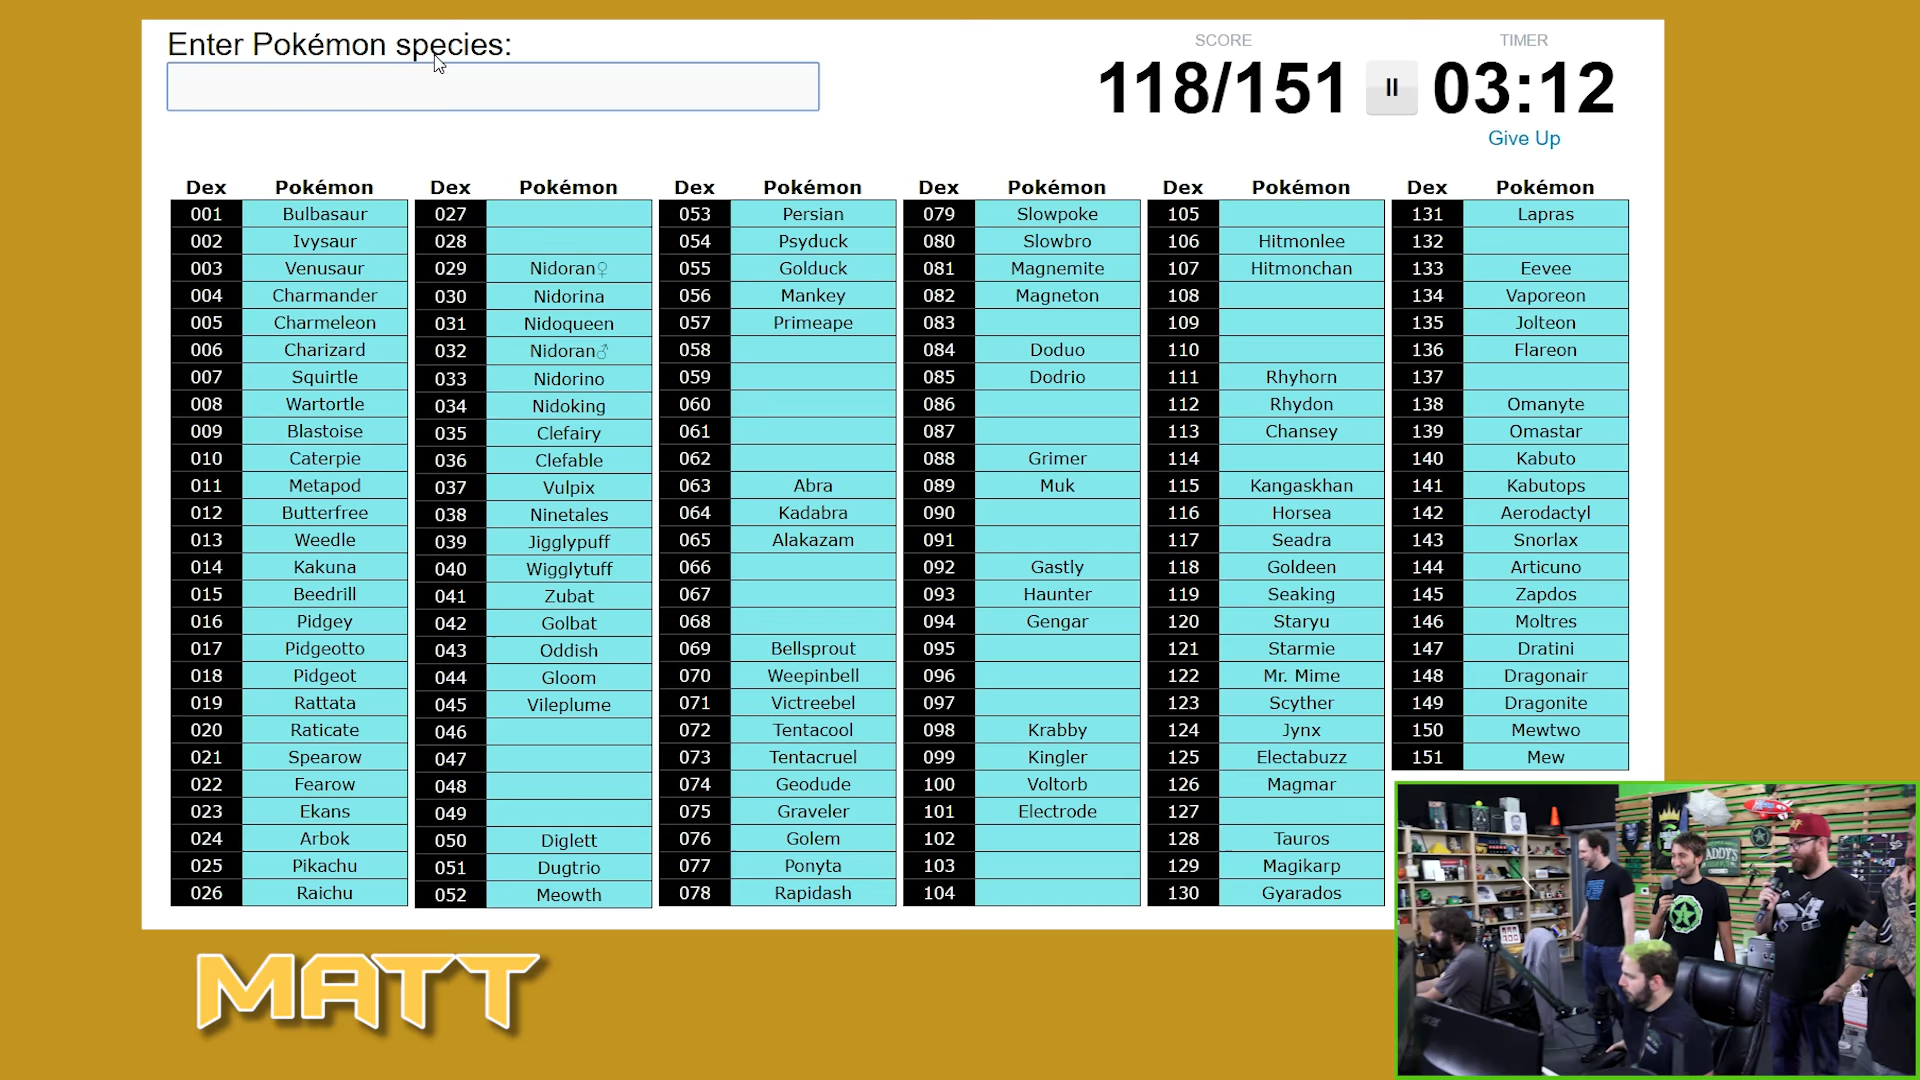 Enter Pokémon species:
SCORE
TIMER
118/151
03:12
Give Up
Dex Pokémon Dex Pokémon Dex Pokémon Dex Pokémon Dex Pokémon Dex Pokémon
001 Bulbasaur 027 053 Persian 079 Slowpoke 105 131 Lapras
002 Ivysaur 028 054 Psyduck 080 Slowbro 106 Hitmonlee 132
003 Venusaur 029 Nidoran♀ 055 Golduck 081 Magnemite 107 Hitmonchan 133 Eevee
004 Charmander 030 Nidorina 056 Mankey 082 Magneton 108 134 Vaporeon
005 Charmeleon 031 Nidoqueen 057 Primeape 083 109 135 Jolteon
006 Charizard 032 Nidoran♂ 058 084 Doduo 110 136 Flareon
007 Squirtle 033 Nidorino 059 085 Dodrio 111 Rhyhorn 137
008 Wartortle 034 Nidoking 060 086 112 Rhydon 138 Omanyte
009 Blastoise 035 Clefairy 061 087 113 Chansey 139 Omastar
010 Caterpie 036 Clefable 062 088 Grimer 114 140 Kabuto
011 Metapod 037 Vulpix 063 Abra 089 Muk 115 Kangaskhan 141 Kabutops
012 Butterfree 038 Ninetales 064 Kadabra 090 116 Horsea 142 Aerodactyl
013 Weedle 039 Jigglypuff 065 Alakazam 091 117 Seadra 143 Snorlax
014 Kakuna 040 Wigglytuff 066 092 Gastly 118 Goldeen 144 Articuno
015 Beedrill 041 Zubat 067 093 Haunter 119 Seaking 145 Zapdos
016 Pidgey 042 Golbat 068 094 Gengar 120 Staryu 146 Moltres
017 Pidgeotto 043 Oddish 069 Bellsprout 095 121 Starmie 147 Dratini
018 Pidgeot 044 Gloom 070 Weepinbell 096 122 Mr. Mime 148 Dragonair
019 Rattata 045 Vileplume 071 Victreebel 097 123 Scyther 149 Dragonite
020 Raticate 046 072 Tentacool 098 Krabby 124 Jynx 150 Mewtwo
021 Spearow 047 073 Tentacruel 099 Kingler 125 Electabuzz 151 Mew
022 Fearow 048 074 Geodude 100 Voltorb 126 Magmar
023 Ekans 049 075 Graveler 101 Electrode 127
024 Arbok 050 Diglett 076 Golem 102 128 Tauros
025 Pikachu 051 Dugtrio 077 Ponyta 103 129 Magikarp
026 Raichu 052 Meowth 078 Rapidash 104 130 Gyarados
MATT